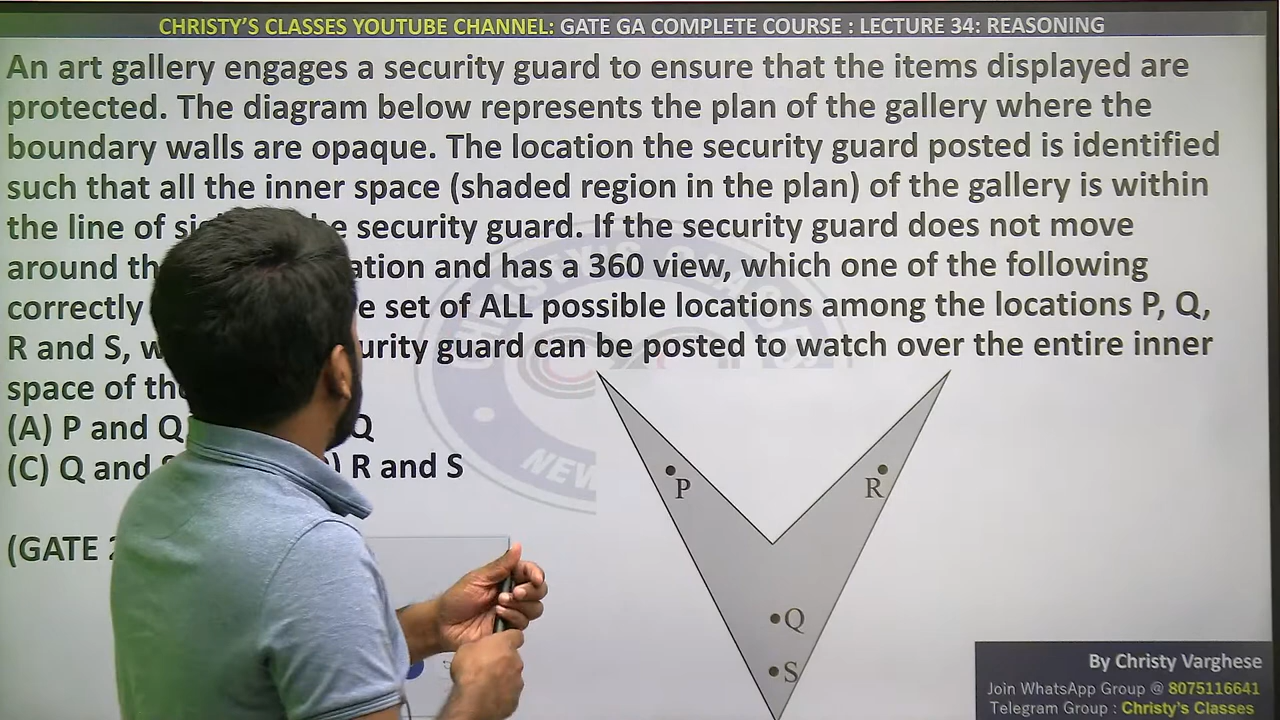 CHRISTY'S CLASSES YOUTUBE CHANNEL: GATE GA COMPLETE COURSE : LECTURE 34: REASONING
An art gallery engages a security guard to ensure that the items displayed are
protected. The diagram below represents the plan of the gallery where the
boundary walls are opaque. The location the security guard posted is identified
such that all the inner space (shaded region in the plan) of the gallery is within
the line of e security guard. If the security guard does not move
around ation and has a 360 view, which one of the following
correctly e set of ALL possible locations among the locations P, Q,
R and S, urity guard can be posted to watch over the entire inner
space of
(A) P and Q Q
(C) Q and ) R and S
(GATE
P
R
Q
S
NEW
By Christy Varghese
Join WhatsApp Group @ 8075116641
Telegram Group : Christy's Classes